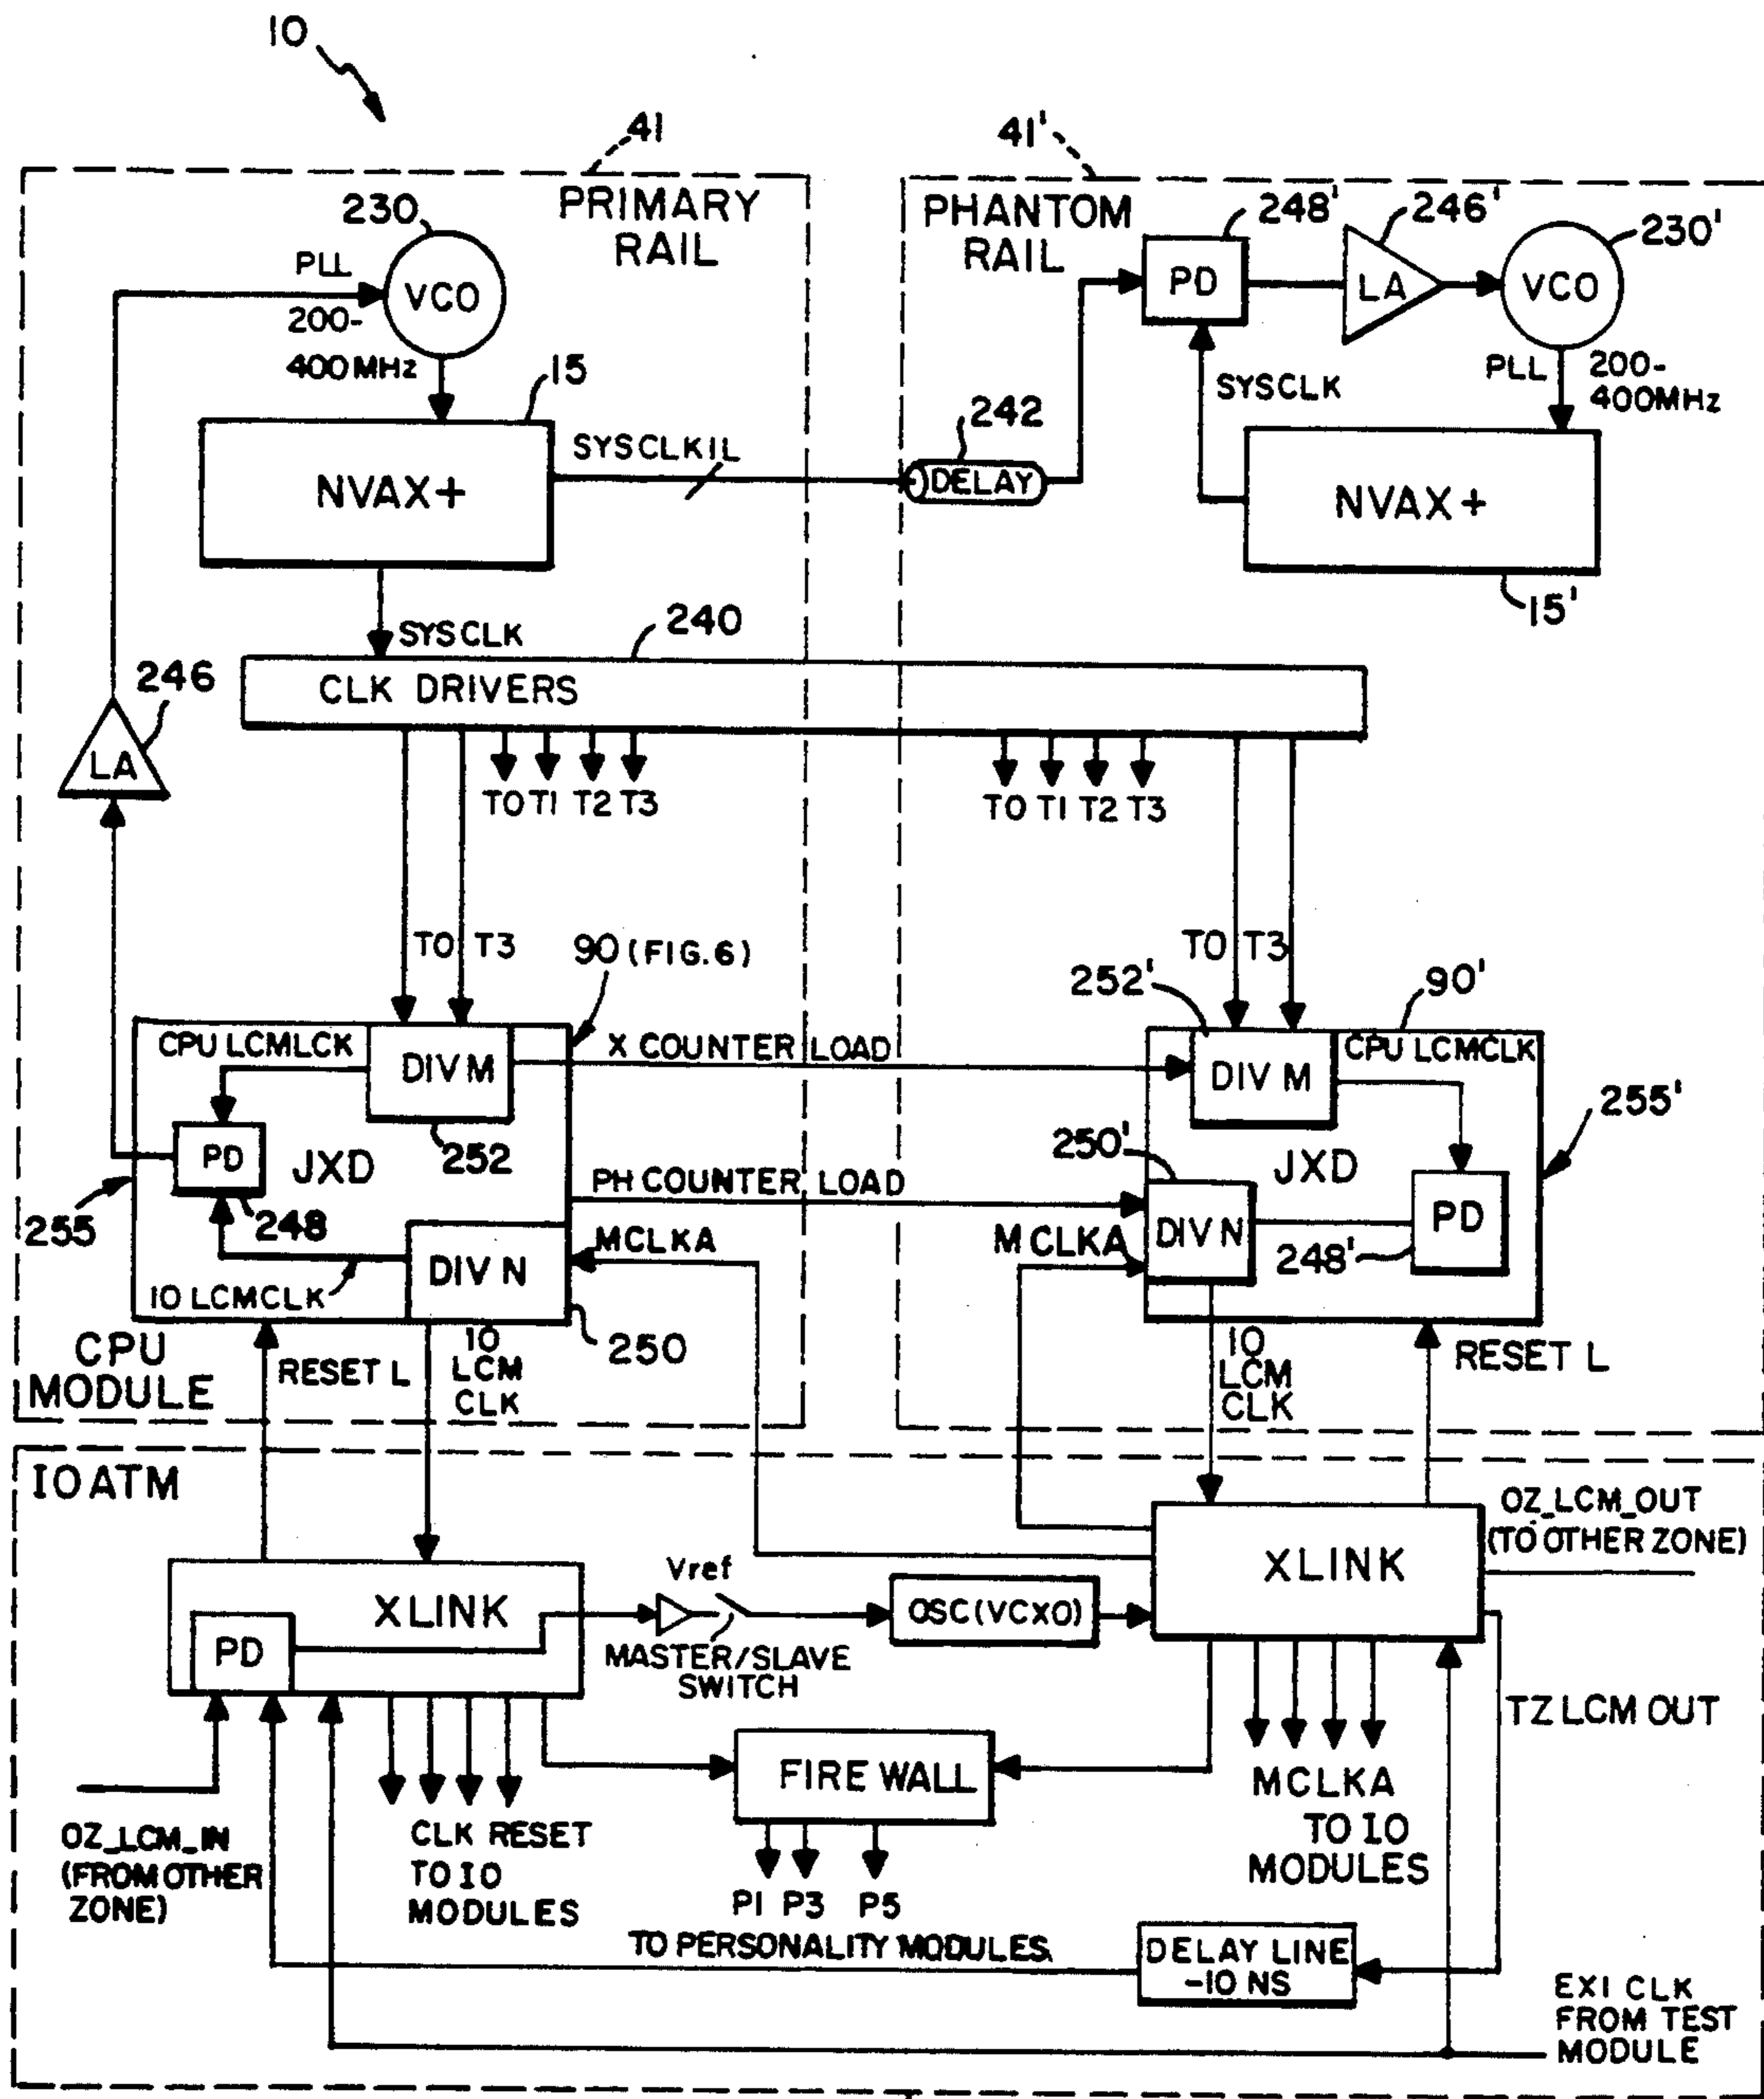 10
41
41'
PRIMARY
RAIL
PHANTOM
RAIL
230
PLL
200-
400MHz
VCO
248'
246'
230'
PD
LA
VCO
PLL
200-
400MHz
SYSCLK
15
NVAX+
SYSCLKIL
242
DELAY
NVAX+
15'
SYSCLK
240
CLK DRIVERS
246
LA
T0 T1 T2 T3
T0 T1 T2 T3
T0 T3
90 (FIG.6)
T0 T3
252'
90'
CPU LCMLCK
DIV M
X COUNTER LOAD
DIV M
CPU LCMCLK
255'
PD
JXD
252
250'
JXD
PH COUNTER LOAD
255
248
MCLKA
MCLKA
DIV N
248'
PD
DIV N
IO LCMCLK
250
CPU
MODULE
RESET L
IO
LCM
CLK
IO
LCM
CLK
RESET L
IO ATM
OZ_LCM_OUT
(TO OTHER ZONE)
XLINK
PD
Vref
MASTER/SLAVE
SWITCH
OSC(VCXO)
XLINK
TZ LCM OUT
FIRE WALL
MCLKA
TO IO
MODULES
OZ_LCM_IN
(FROM OTHER
ZONE)
CLK RESET
TO IO
MODULES
P1 P3 P5
TO PERSONALITY MODULES.
DELAY LINE
-10 NS
EXI CLK
FROM TEST
MODULE